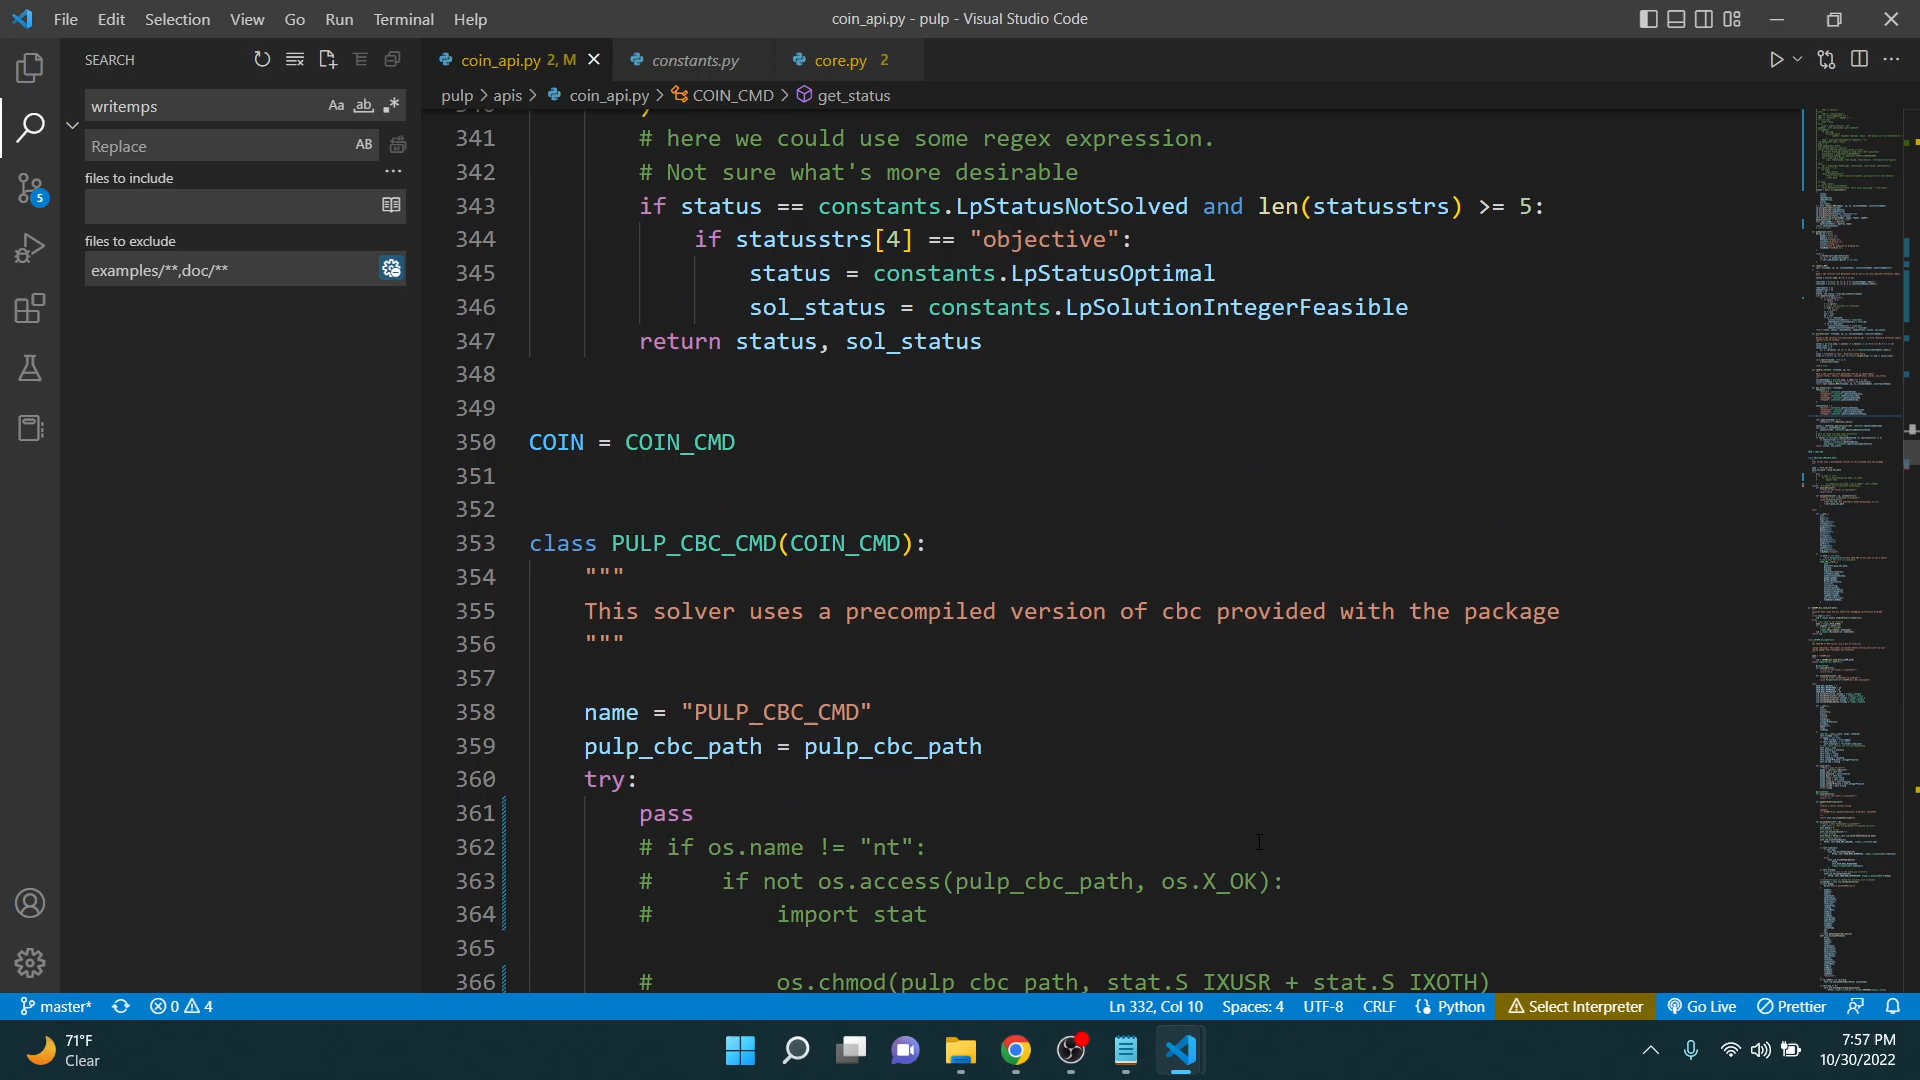 File Edit Selection View Go Run Terminal Help
coin_api.py - pulp - Visual Studio Code
SEARCH
writemps
Aa ab .*
Replace
AB
files to include
files to exclude
examples/**,doc/**
5
coin_api.py 2, M
constants.py
core.py 2
pulp > apis > coin_api.py > COIN_CMD > get_status
341 # here we could use some regex expression.
342 # Not sure what's more desirable
343 if status == constants.LpStatusNotSolved and len(statusstrs) >= 5:
344 if statusstrs[4] == "objective":
345 status = constants.LpStatusOptimal
346 sol_status = constants.LpSolutionIntegerFeasible
347 return status, sol_status
348
349
350 COIN = COIN_CMD
351
352
353 class PULP_CBC_CMD(COIN_CMD):
354 """
355 This solver uses a precompiled version of cbc provided with the package
356 """
357
358 name = "PULP_CBC_CMD"
359 pulp_cbc_path = pulp_cbc_path
360 try:
361 pass
362 # if os.name != "nt":
363 # if not os.access(pulp_cbc_path, os.X_OK):
364 # import stat
365
366 # os.chmod(pulp_cbc_path, stat.S_IXUSR + stat.S_IXOTH)
master* 0 4
Ln 332, Col 10 Spaces: 4 UTF-8 CRLF Python Select Interpreter Go Live Prettier
71°F
Clear
7:57 PM
10/30/2022